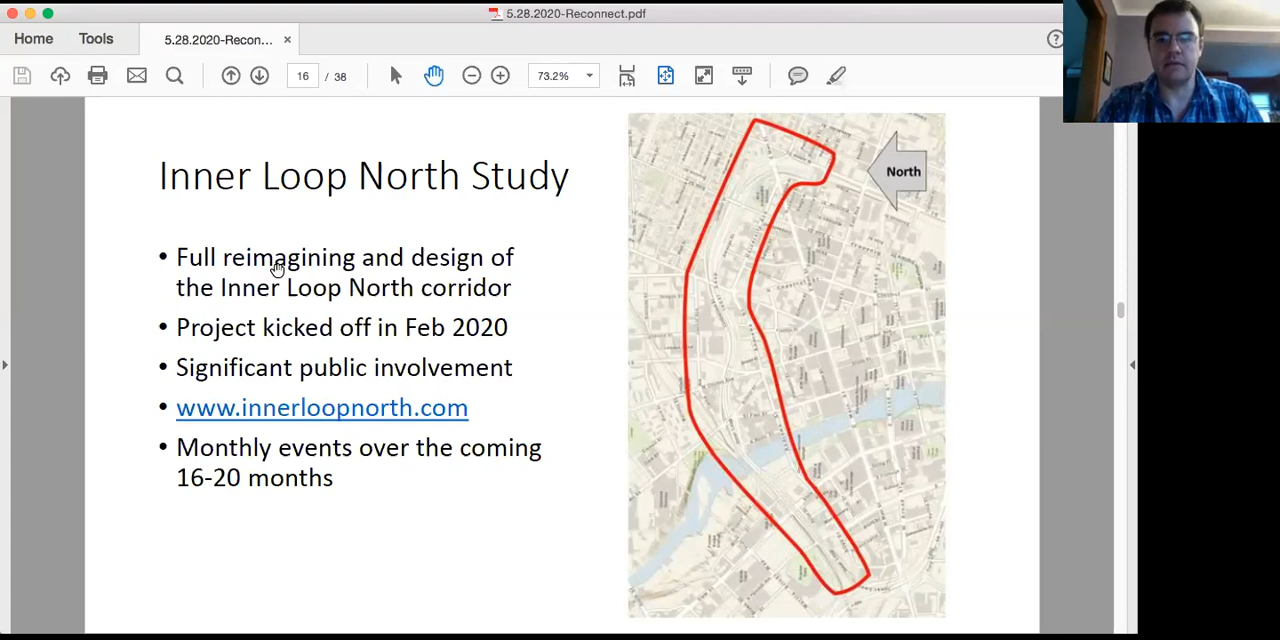 5.28.2020-Reconnect.pdf
Home Tools 5.28.2020-Recon... ×
16 / 38 73.2%
Inner Loop North Study
• Full reimagining and design of
the Inner Loop North corridor
• Project kicked off in Feb 2020
• Significant public involvement
• www.innerloopnorth.com
• Monthly events over the coming
16-20 months
North